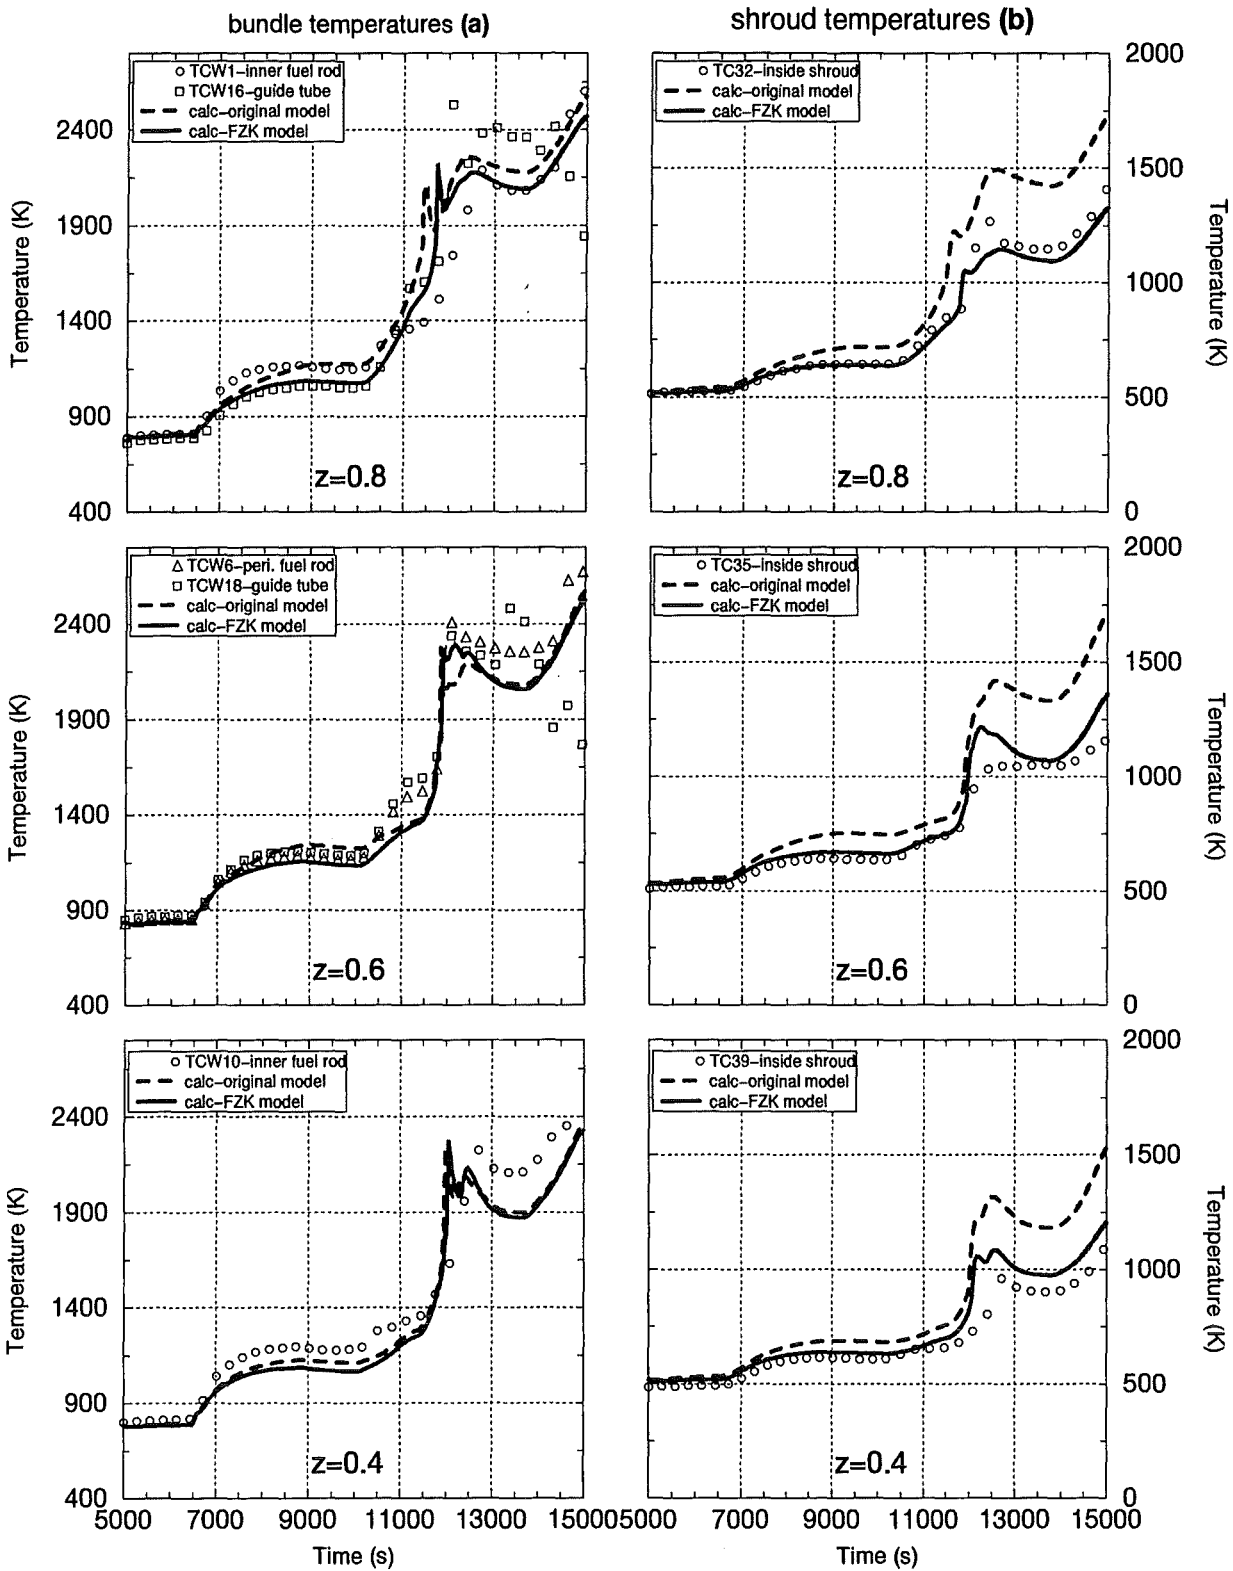 bundle temperatures (a)
shroud temperatures (b)
TCW1-inner fuel rod
TCW16-guide tube
calc-original model
calc-FZK model
2400
1900
1400
900
400
Temperature (K)
z=0.8
TC32-inside shroud
calc-original model
calc-FZK model
2000
1500
1000
500
0
Temperature (K)
z=0.8
TCW6-peri. fuel rod
TCW18-guide tube
calc-original model
calc-FZK model
2400
1900
1400
900
400
Temperature (K)
z=0.6
TC35-inside shroud
calc-original model
calc-FZK model
2000
1500
1000
500
0
Temperature (K)
z=0.6
TCW10-inner fuel rod
calc-original model
calc-FZK model
2400
1900
1400
900
400
Temperature (K)
z=0.4
5000 7000 9000 11000 13000 15000
Time (s)
TC39-inside shroud
calc-original model
calc-FZK model
2000
1500
1000
500
0
Temperature (K)
z=0.4
5000 7000 9000 11000 13000 15000
Time (s)